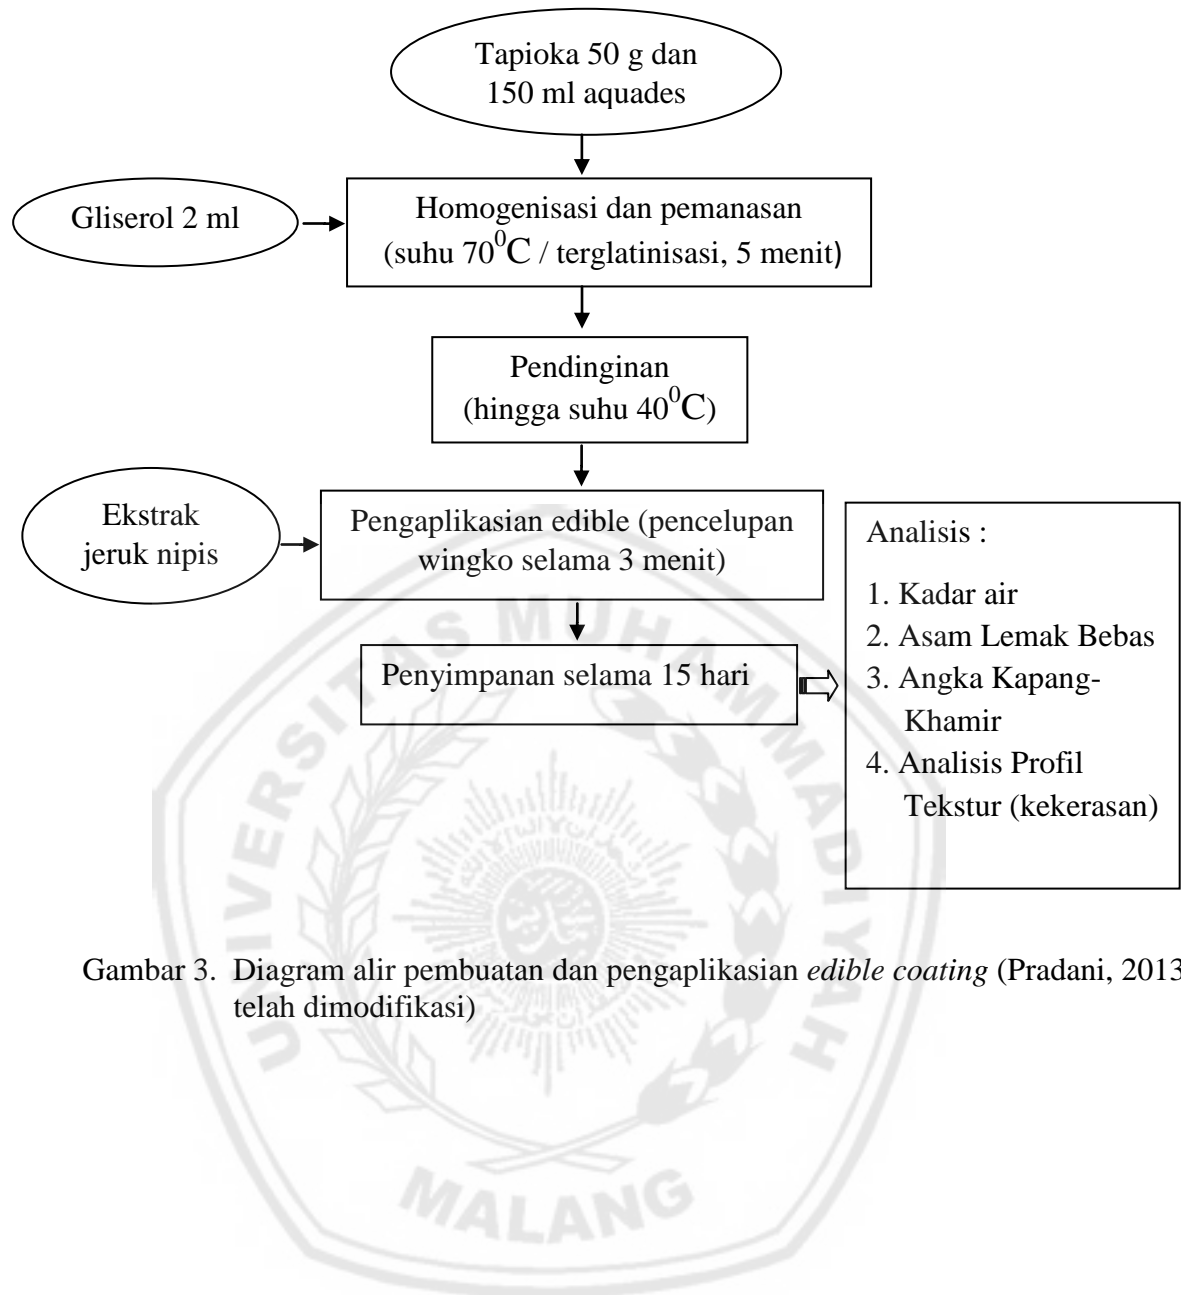 Tapioka 50 g dan
150 ml aquades
Gliserol 2 ml
Homogenisasi dan pemanasan
(suhu 70⁰C / terglatinisasi, 5 menit)
Pendinginan
(hingga suhu 40⁰C)
Ekstrak
jeruk nipis
Pengaplikasian edible (pencelupan
wingko selama 3 menit)
Penyimpanan selama 15 hari
Analisis :
1. Kadar air
2. Asam Lemak Bebas
3. Angka Kapang-
Khamir
4. Analisis Profil
Tekstur (kekerasan)
Gambar 3. Diagram alir pembuatan dan pengaplikasian edible coating (Pradani, 2013
telah dimodifikasi)
UNIVERSITAS MUHAMMADIYAH
MALANG